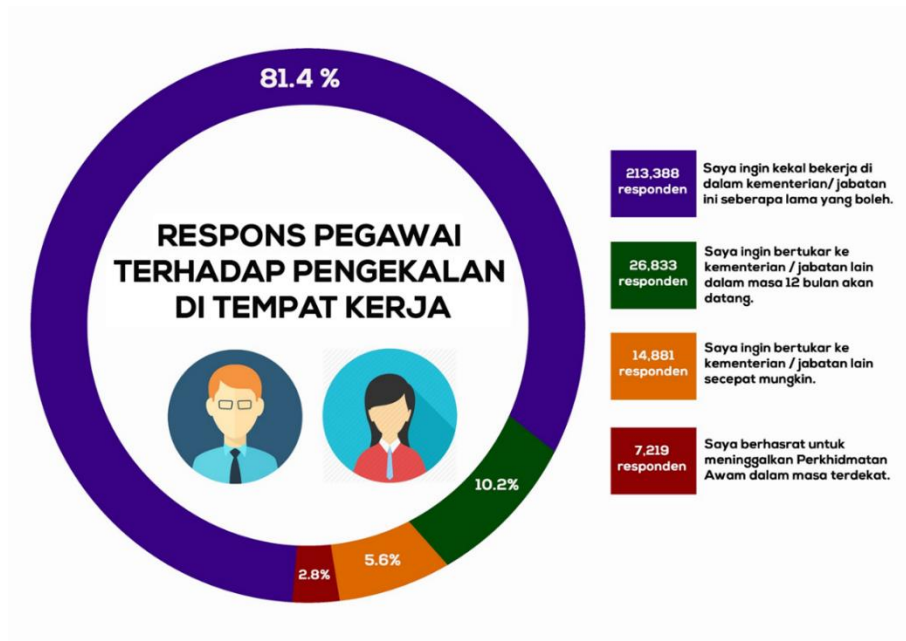 81.4 %
RESPONS PEGAWAI
TERHADAP PENGEKALAN
DI TEMPAT KERJA
10.2%
5.6%
2.8%
213,388
responden
Saya ingin kekal bekerja di
dalam kementerian/ jabatan
ini seberapa lama yang boleh.
26,833
responden
Saya ingin bertukar ke
kementerian / jabatan lain
dalam masa 12 bulan akan
datang.
14,881
responden
Saya ingin bertukar ke
kementerian / jabatan lain
secepat mungkin.
7,219
responden
Saya berhasrat untuk
meninggalkan Perkhidmatan
Awam dalam masa terdekat.